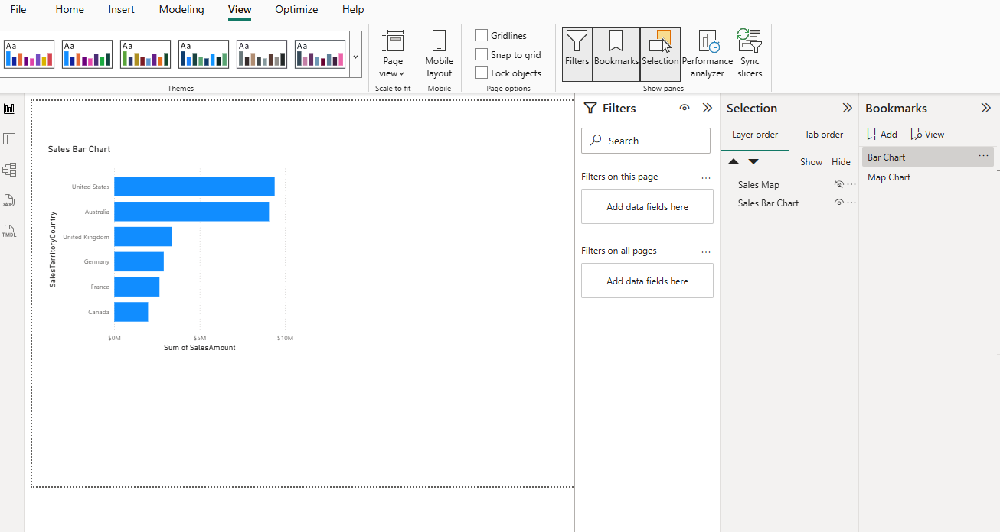 File Home Insert Modeling View Optimize Help
Aa Aa Aa Aa Aa Aa
Page view
Mobile layout
Gridlines
Snap to grid
Lock objects
Filters
Bookmarks
Selection
Performance analyzer
Sync slicers
Themes
Scale to fit
Mobile
Page options
Show panes
DAX
TMDL
Sales Bar Chart
SalesTerritoryCountry
United States
Australia
United Kingdom
Germany
France
Canada
$0M $5M $10M
Sum of SalesAmount
Filters
Search
Filters on this page ...
Add data fields here
Filters on all pages ...
Add data fields here
Selection
Layer order Tab order
Show Hide
Sales Map ...
Sales Bar Chart ...
Bookmarks
Add View
Bar Chart ...
Map Chart